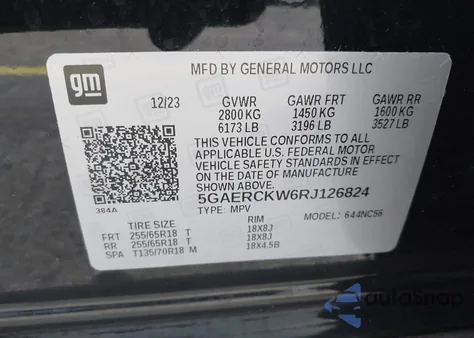 gm
MFD BY GENERAL MOTORS LLC
12/23 GVWR GAWR FRT GAWR RR
2800 KG 1450 KG 1600 KG
6173 LB 3196 LB 3527 LB
THIS VEHICLE CONFORMS TO ALL
APPLICABLE U.S. FEDERAL MOTOR
VEHICLE SAFETY STANDARDS IN EFFECT
ON THE DATE OF MANUFACTURE
SHOWN ABOVE.
5GAERCKW6RJ126824
384A
TYPE: MPV MODEL: 644NC56
TIRE SIZE RIM
FRT 255/65R18 T 18X8J
RR 255/65R18 T 18X8J
SPA T135/70R18 M 18X4.5B
autoSnap